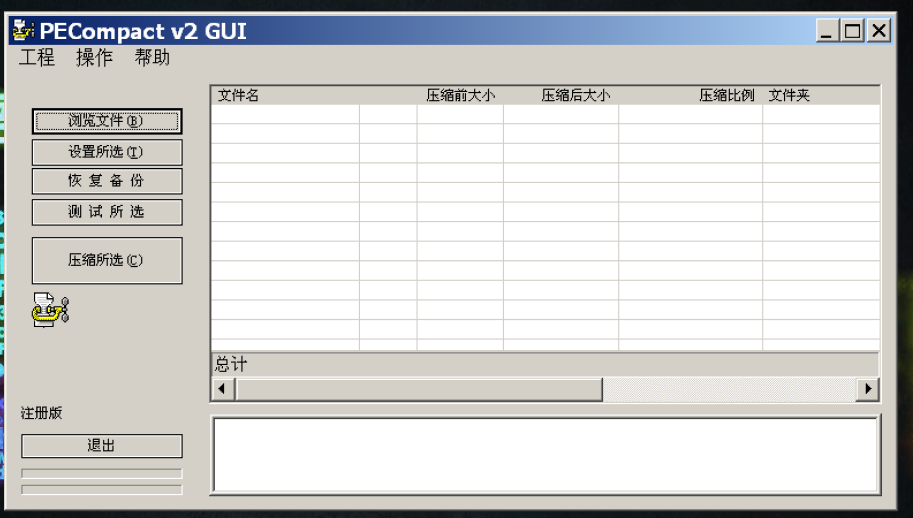 PECompact v2 GUI
工程 操作 帮助
文件名 压缩前大小 压缩后大小 压缩比例 文件夹
浏览文件(B)
设置所选(T)
恢复备份
测试所选
压缩所选(C)
总计
注册版
退出